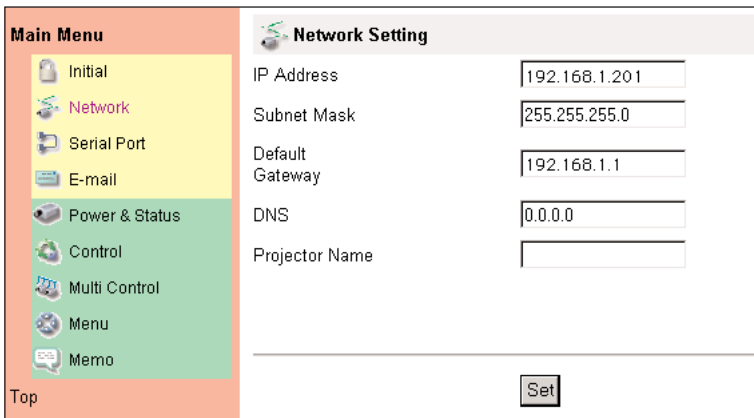 Main Menu
Initial
Network
Serial Port
E-mail
Power & Status
Control
Multi Control
Menu
Memo
Top
Network Setting
IP Address 192.168.1.201
Subnet Mask 255.255.255.0
Default
Gateway 192.168.1.1
DNS 0.0.0.0
Projector Name
Set